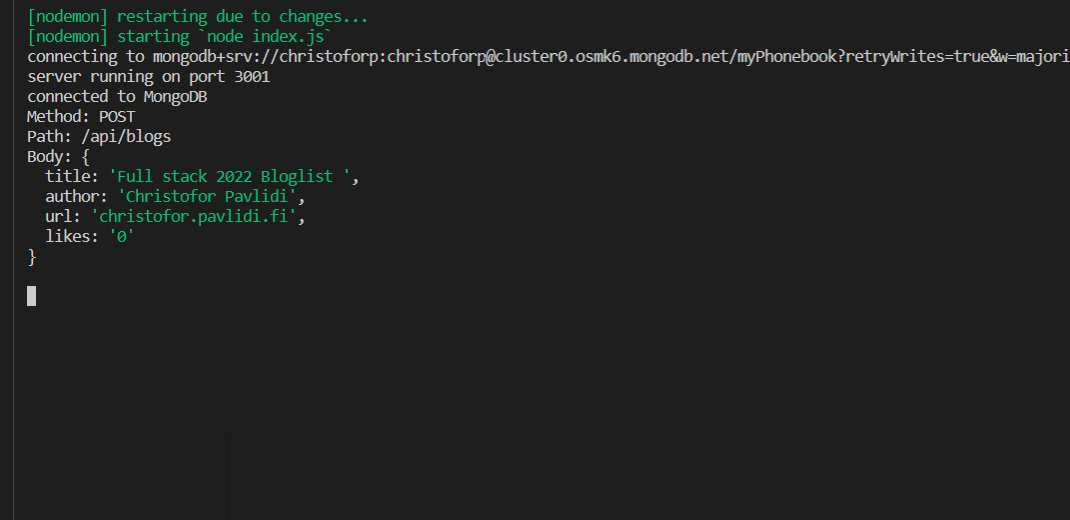 [nodemon] restarting due to changes...
[nodemon] starting `node index.js`
connecting to mongodb+srv://christoforp:christoforp@cluster0.osmk6.mongodb.net/myPhonebook?retryWrites=true&w=majori
server running on port 3001
connected to MongoDB
Method: POST
Path: /api/blogs
Body: {
  title: 'Full stack 2022 Bloglist ',
  author: 'Christofor Pavlidi',
  url: 'christofor.pavlidi.fi',
  likes: '0'
}